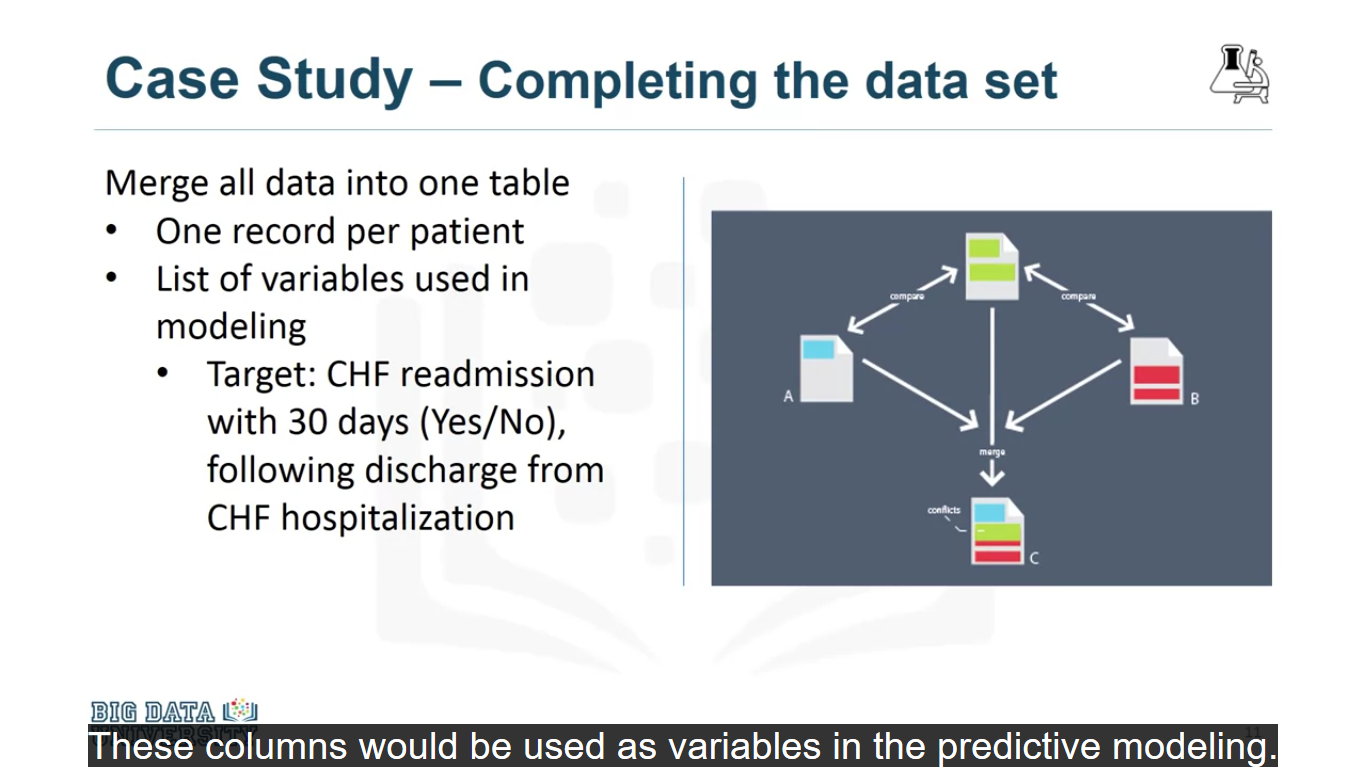 Case Study – Completing the data set
Merge all data into one table
• One record per patient
• List of variables used in
modeling
• Target: CHF readmission
with 30 days (Yes/No),
following discharge from
CHF hospitalization
compare
compare
A
B
merge
conflicts
C
BIG DATA
UNIVERSITY
11
These columns would be used as variables in the predictive modeling.